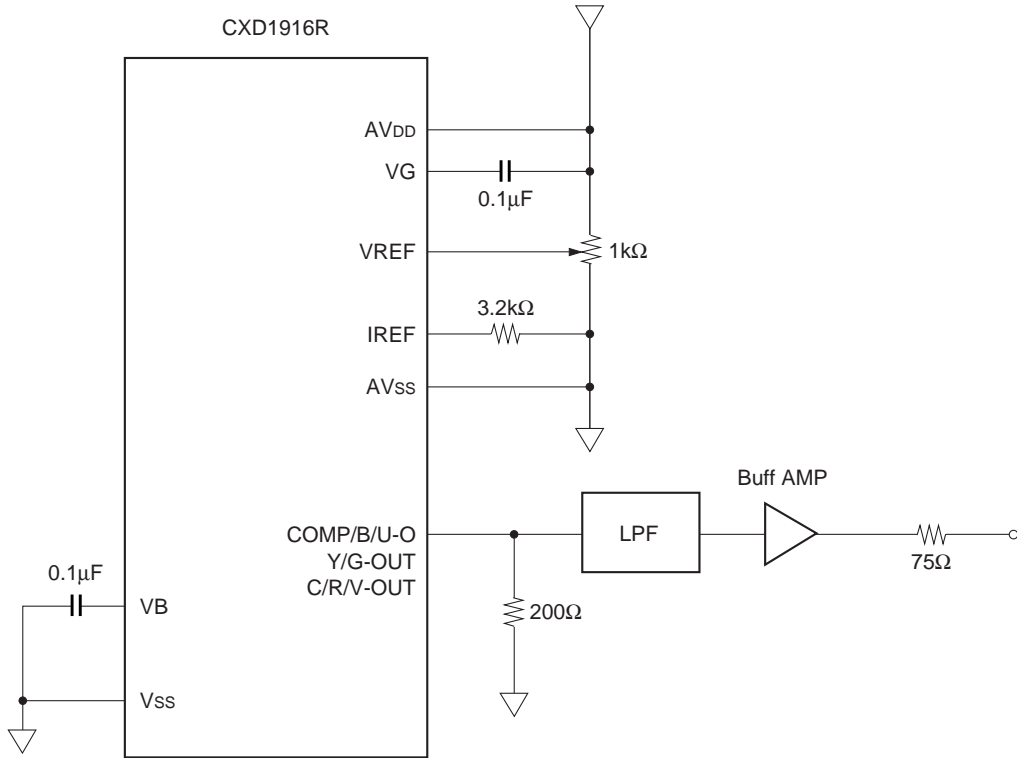 CXD1916R
AVDD
VG
0.1μF
VREF
1kΩ
3.2kΩ
IREF
AVSS
Buff AMP
COMP/B/U-O
LPF
Y/G-OUT
75Ω
C/R/V-OUT
0.1μF
VB
200Ω
VSS